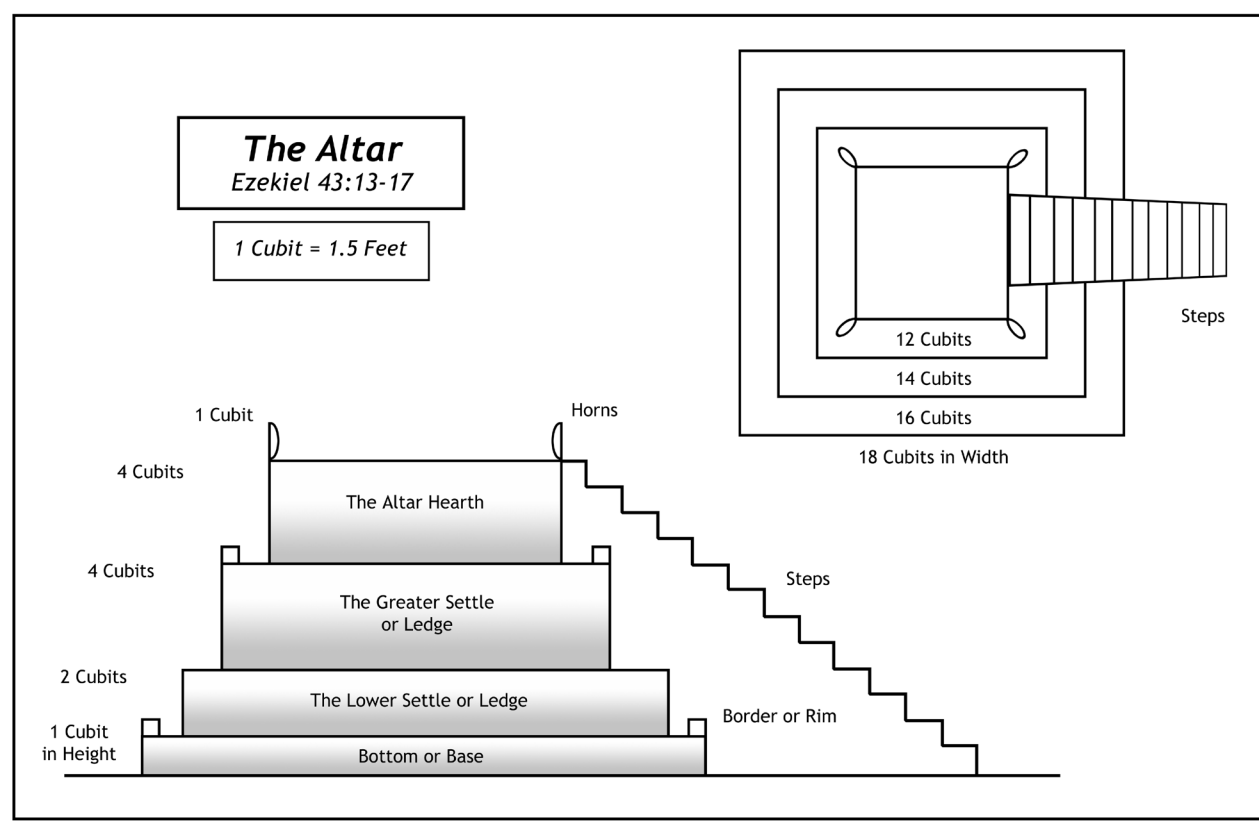 The Altar
Ezekiel 43:13-17
1 Cubit = 1.5 Feet
Steps
12 Cubits
14 Cubits
16 Cubits
18 Cubits in Width
1 Cubit
Horns
4 Cubits
The Altar Hearth
4 Cubits
Steps
The Greater Settle
or Ledge
2 Cubits
The Lower Settle or Ledge
Border or Rim
1 Cubit
in Height
Bottom or Base